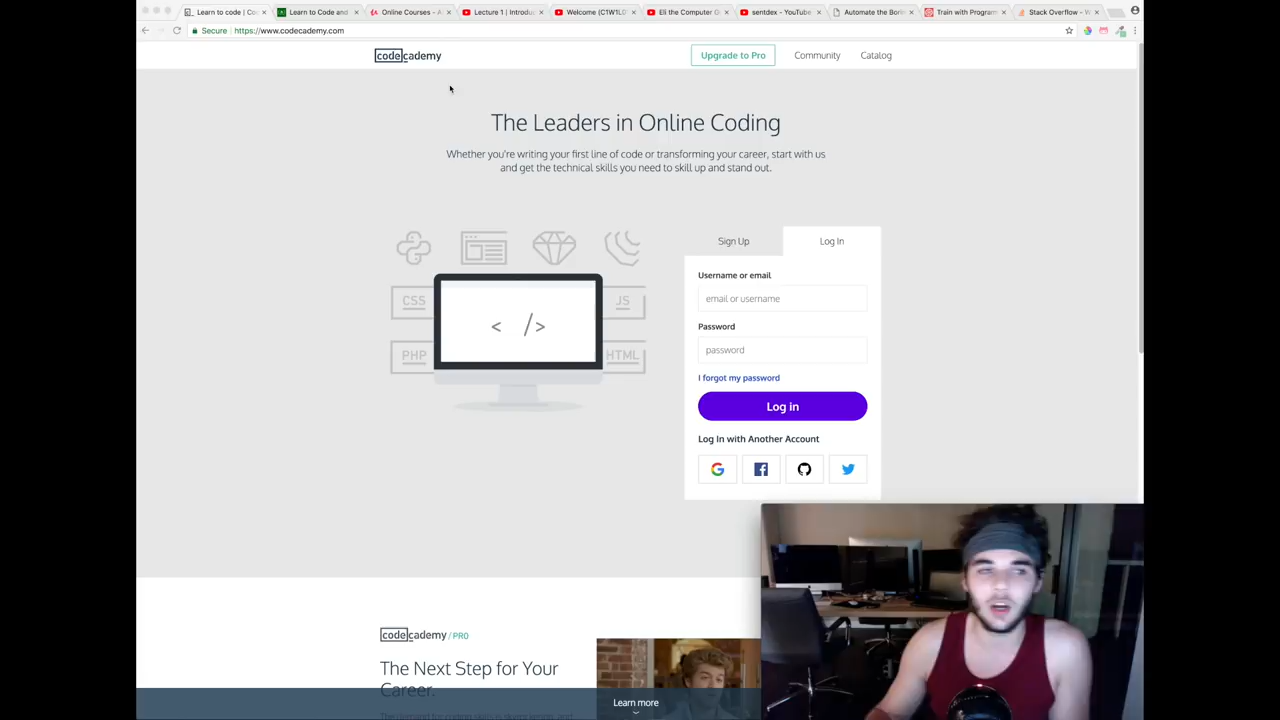 Learn to code | Co
Learn to Code and
Online Courses - A
Lecture 1 | Introdu
Welcome (C1W1L0
Eli the Computer G
sentdex - YouTube
Automate the Borin
Train with Program
Stack Overflow - W
Secure
https://www.codecademy.com
codecademy
Upgrade to Pro
Community
Catalog
The Leaders in Online Coding
Whether you're writing your first line of code or transforming your career, start with us
and get the technical skills you need to skill up and stand out.
CSS
JS
PHP
HTML
< />
Sign Up
Log In
Username or email
email or username
Password
password
I forgot my password
Log in
Log In with Another Account
codecademy / PRO
The Next Step for Your
Career.
Learn more